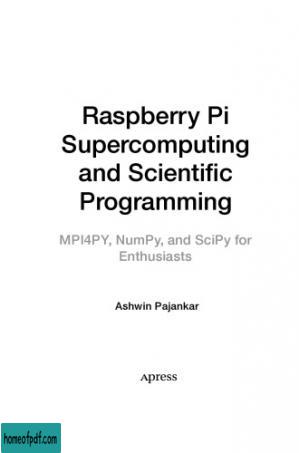 Raspberry Pi
Supercomputing
and Scientific
Programming
MPI4PY, NumPy, and SciPy for
Enthusiasts
Ashwin Pajankar
Apress
homeofpdf.com